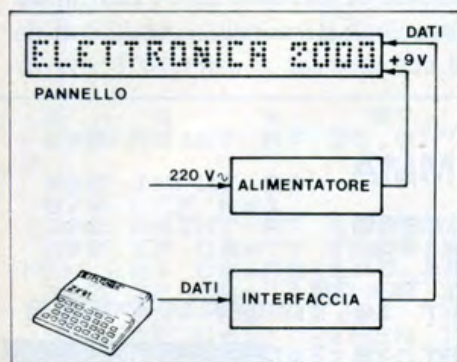 DATI
ELETTRONICA 2000
+9V
PANNELLO
220 V~
ALIMENTATORE
DATI
INTERFACCIA